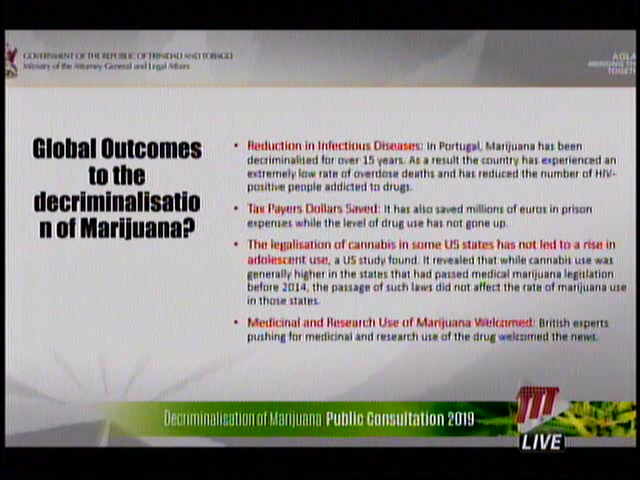 GOVERNMENT OF THE REPUBLIC OF TRINIDAD AND TOBAGO
Ministry of the Attorney General and Legal Affairs
AGLA
BRINGING TH
TOGETH
Global Outcomes
to the
decriminalisatio
n of Marijuana?
• Reduction in Infectious Diseases: In Portugal, Marijuana has been
decriminalised for over 15 years. As a result the country has experienced an
extremely low rate of overdose deaths and has reduced the number of HIV-
positive people addicted to drugs.
• Tax Payers Dollars Saved: It has also saved millions of euros in prison
expenses while the level of drug use has not gone up.
• The legalisation of cannabis in some US states has not led to a rise in
adolescent use, a US study found. It revealed that while cannabis use was
generally higher in the states that had passed medical marijuana legislation
before 2014, the passage of such laws did not affect the rate of marijuana use
in those states.
• Medicinal and Research Use of Marijuana Welcomed: British experts
pushing for medicinal and research use of the drug welcomed the news.
Decriminalisation of Marijuana Public Consultation 2019
LIVE